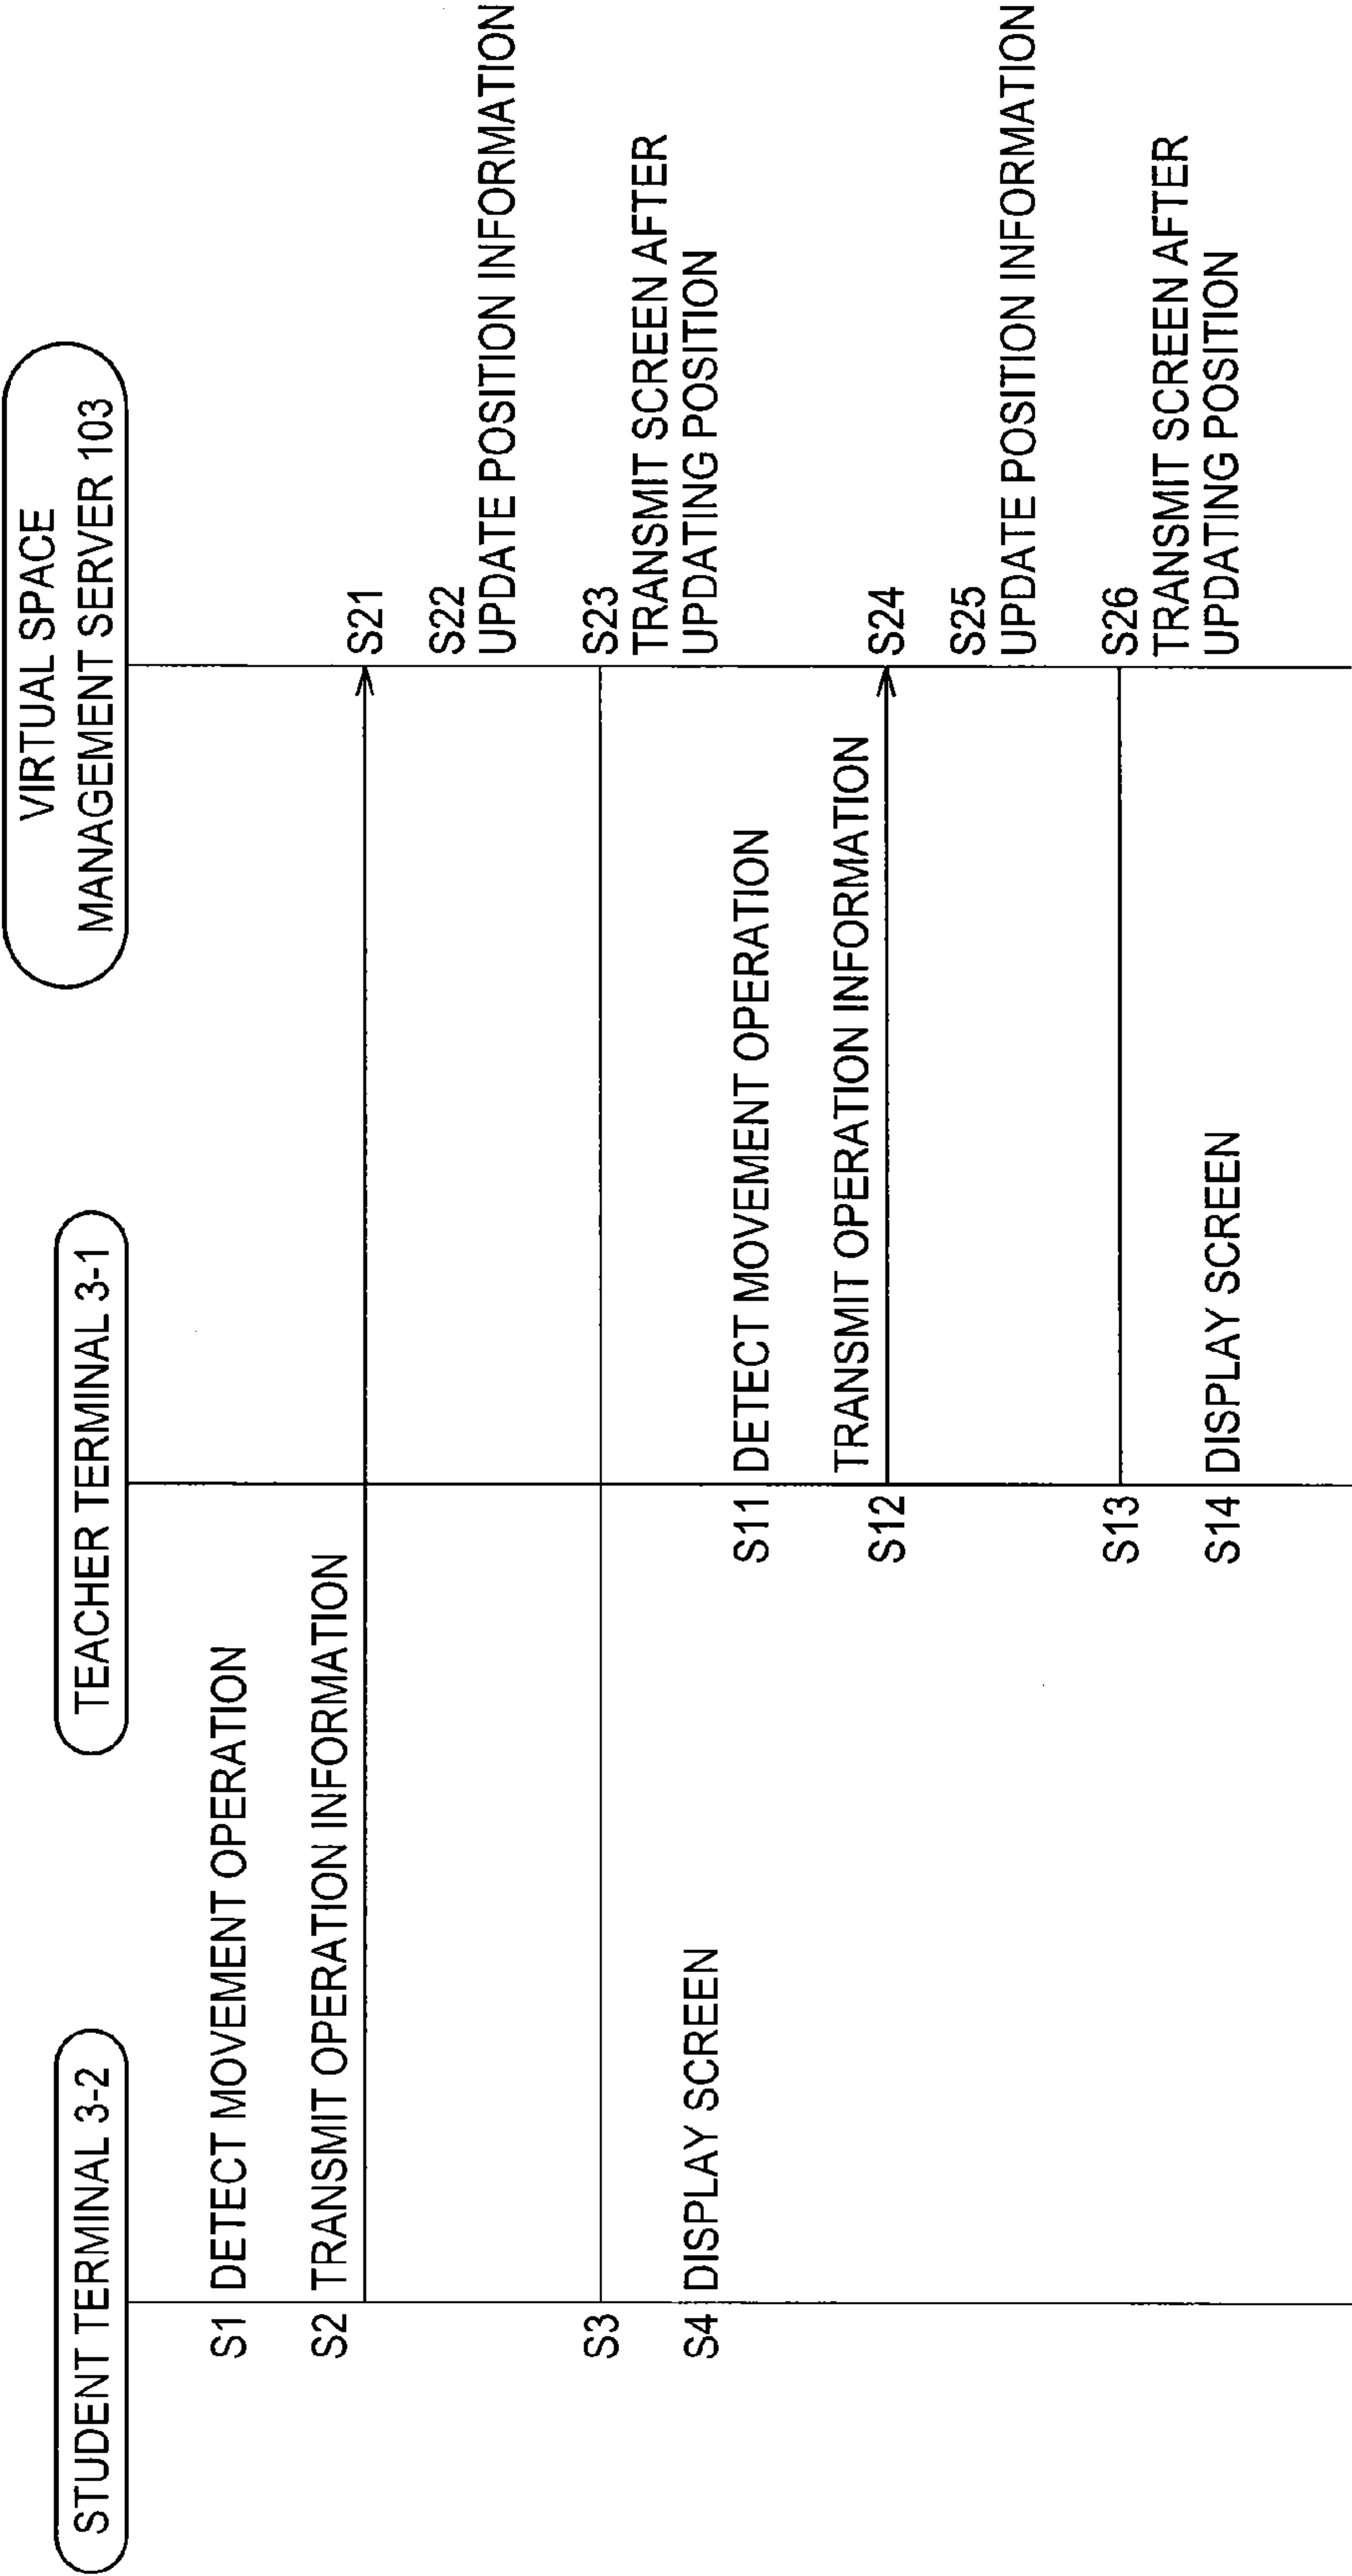 STUDENT TERMINAL 3-2
TEACHER TERMINAL 3-1
VIRTUAL SPACE
MANAGEMENT SERVER 103
S1 DETECT MOVEMENT OPERATION
S2 TRANSMIT OPERATION INFORMATION
S21
S22
UPDATE POSITION INFORMATION
S3
S23
TRANSMIT SCREEN AFTER
UPDATING POSITION
S4 DISPLAY SCREEN
S11 DETECT MOVEMENT OPERATION
TRANSMIT OPERATION INFORMATION
S12
S24
S25
UPDATE POSITION INFORMATION
S13
S26
TRANSMIT SCREEN AFTER
UPDATING POSITION
S14 DISPLAY SCREEN